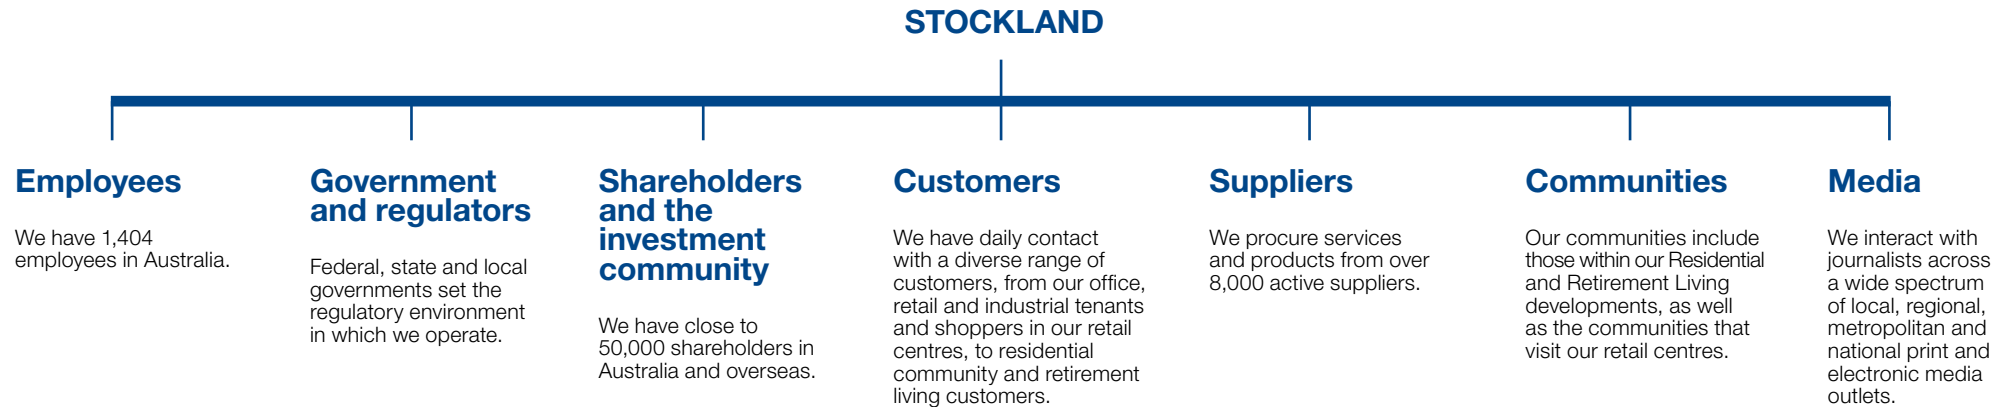 STOCKLAND
Employees
We have 1,404
employees in Australia.
Government
and regulators
Federal, state and local
governments set the
regulatory environment
in which we operate.
Shareholders
and the
investment
community
We have close to
50,000 shareholders in
Australia and overseas.
Customers
We have daily contact
with a diverse range of
customers, from our office,
retail and industrial tenants
and shoppers in our retail
centres, to residential
community and retirement
living customers.
Suppliers
We procure services
and products from over
8,000 active suppliers.
Communities
Our communities include
those within our Residential
and Retirement Living
developments, as well
as the communities that
visit our retail centres.
Media
We interact with
journalists across
a wide spectrum
of local, regional,
metropolitan and
national print and
electronic media
outlets.